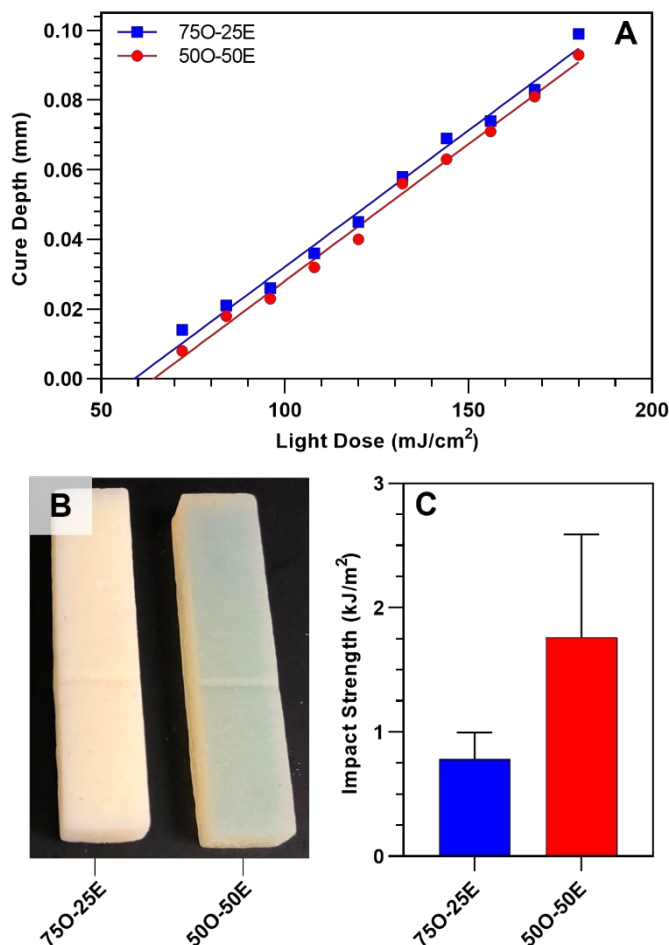 A
75O-25E
50O-50E
0.10
0.08
0.06
0.04
0.02
0.00
Cure Depth (mm)
50
100
150
200
Light Dose (mJ/cm²)
B
75O-25E
50O-50E
C
3
2
1
0
Impact Strength (kJ/m²)
75O-25E
50O-50E